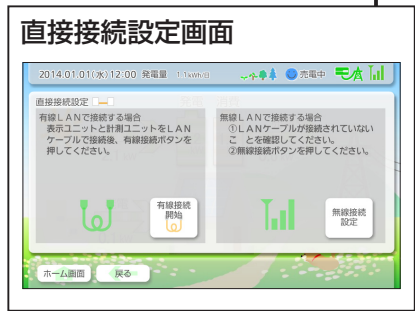 直接接続設定画面
2014.01.01(水)12:00 発電量 1.1kWh/日 売電中
直接接続設定
有線LANで接続する場合
表示ユニットと計測ユニットをLAN
ケーブルで接続後、有線接続ボタンを
押してください。
有線接続
開始
無線LANで接続する場合
①LANケーブルが接続されていない
こ とを確認してください。
②無線接続ボタンを押してください。
無線接続
設定
ホーム画面 戻る